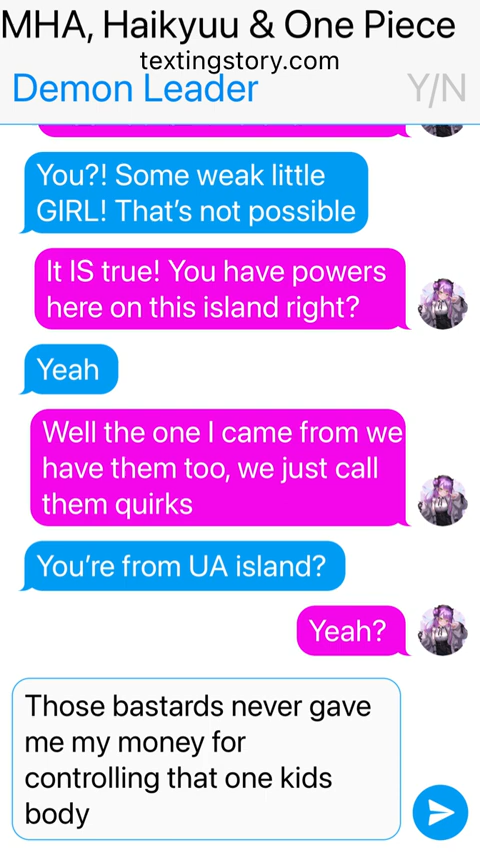 MHA, Haikyuu & One Piece
textingstory.com
Demon Leader
Y/N
You?! Some weak little
GIRL! That's not possible
It IS true! You have powers
here on this island right?
Yeah
Well the one I came from we
have them too, we just call
them quirks
You're from UA island?
Yeah?
Those bastards never gave
me my money for
controlling that one kids
body